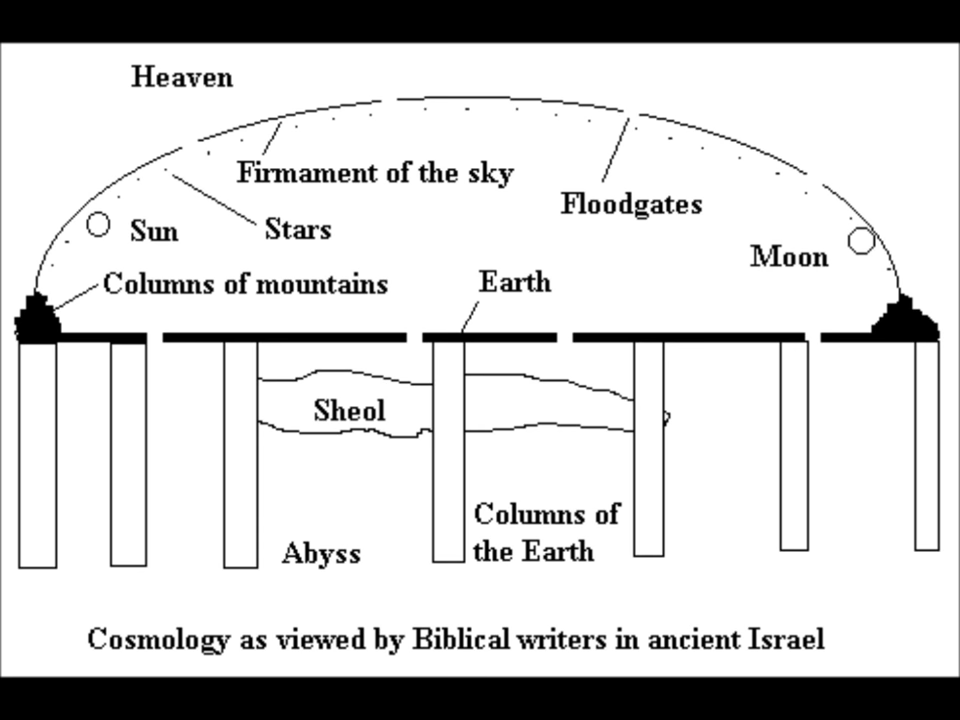 Heaven
Firmament of the sky
Floodgates
Stars
Sun
Moon
Columns of mountains
Earth
Sheol
Columns of
the Earth
Abyss
Cosmology as viewed by Biblical writers in ancient Israel